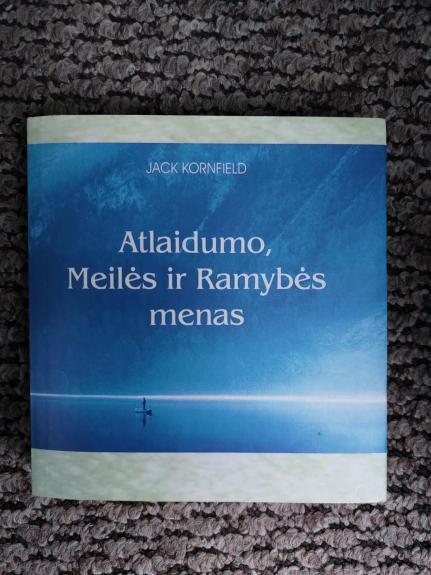 JACK KORNFIELD
Atlaidumo,
Meilės ir Ramybės
menas